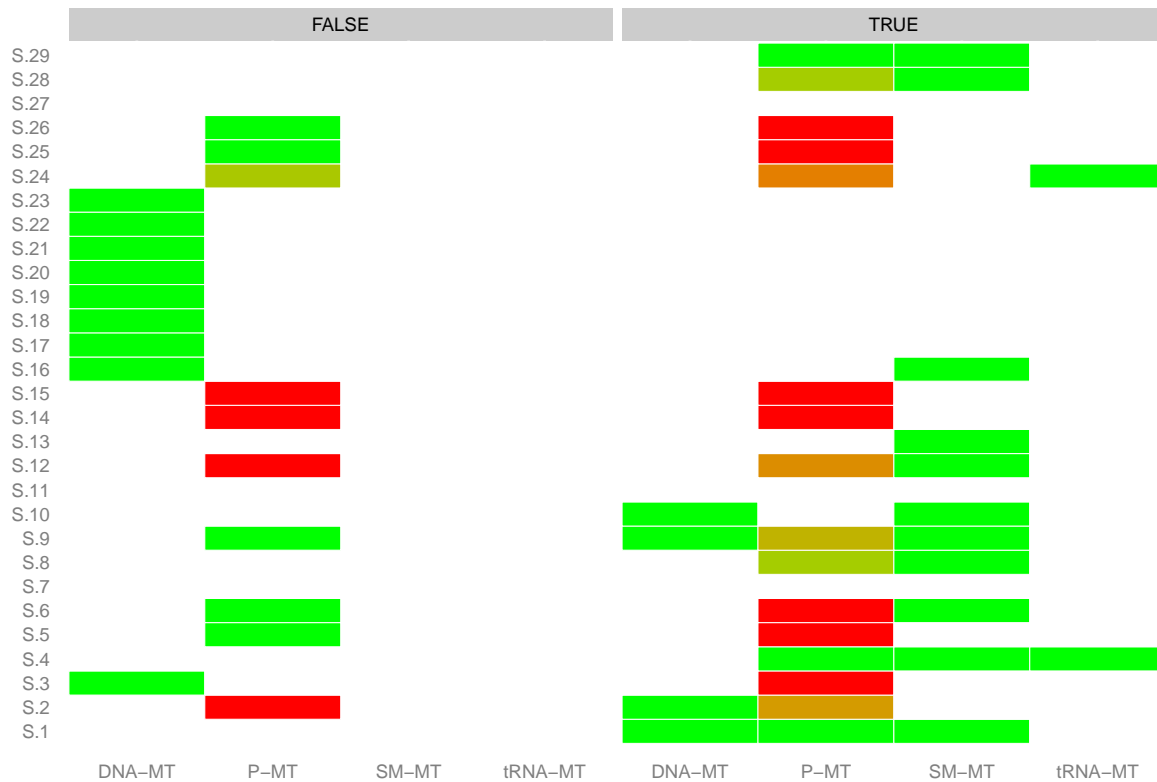 FALSE TRUE
S.29
S.28
S.27
S.26
S.25
S.24
S.23
S.22
S.21
S.20
S.19
S.18
S.17
S.16
S.15
S.14
S.13
S.12
S.11
S.10
S.9
S.8
S.7
S.6
S.5
S.4
S.3
S.2
S.1
DNA−MT P−MT SM−MT tRNA−MT DNA−MT P−MT SM−MT tRNA−MT